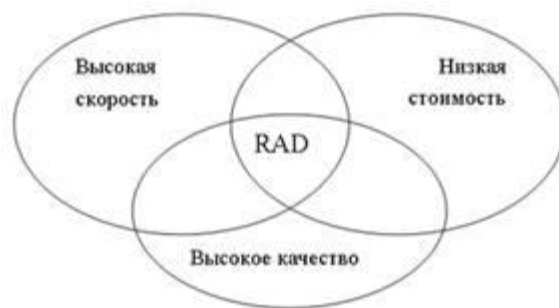 Высокая
скорость
Низкая
стоимость
RAD
Высокое качество